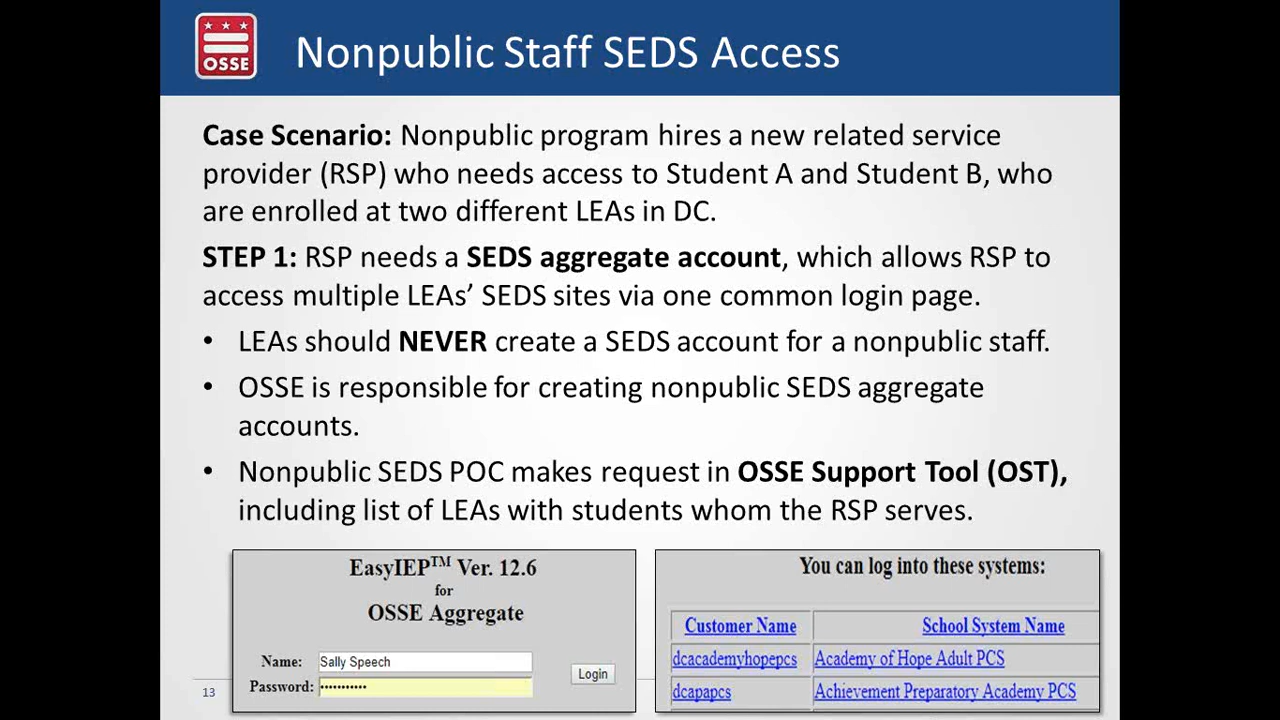 OSSE
Nonpublic Staff SEDS Access
Case Scenario: Nonpublic program hires a new related service
provider (RSP) who needs access to Student A and Student B, who
are enrolled at two different LEAs in DC.
STEP 1: RSP needs a SEDS aggregate account, which allows RSP to
access multiple LEAs’ SEDS sites via one common login page.
• LEAs should NEVER create a SEDS account for a nonpublic staff.
• OSSE is responsible for creating nonpublic SEDS aggregate
accounts.
• Nonpublic SEDS POC makes request in OSSE Support Tool (OST),
including list of LEAs with students whom the RSP serves.
EasyIEP™ Ver. 12.6
for
OSSE Aggregate
Name: Sally Speech
Password: •••••••••••
Login
You can log into these systems:
Customer Name School System Name
dcacademyhopepcs Academy of Hope Adult PCS
dcapapcs Achievement Preparatory Academy PCS
13